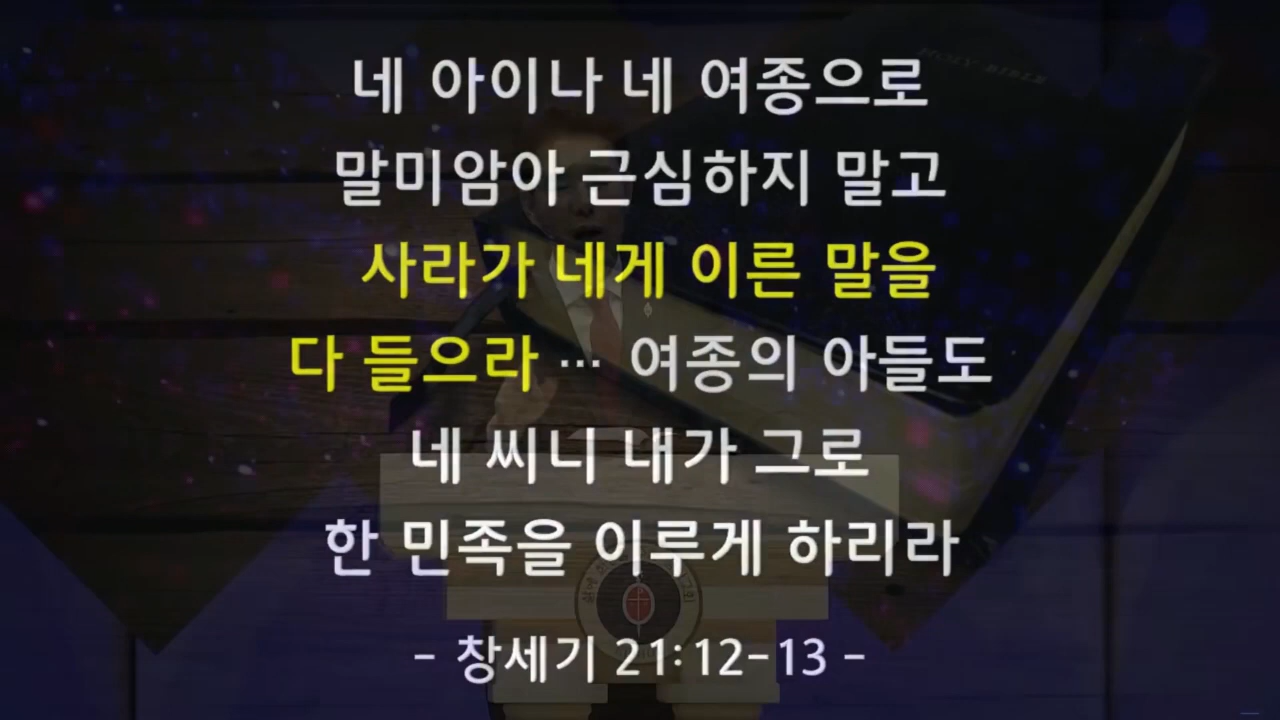 HOLY BIBLE
네 아이나 네 여종으로
말미암아 근심하지 말고
사라가 네게 이른 말을
다 들으라 … 여종의 아들도
네 씨니 내가 그로
한 민족을 이루게 하리라
- 창세기 21:12-13 -